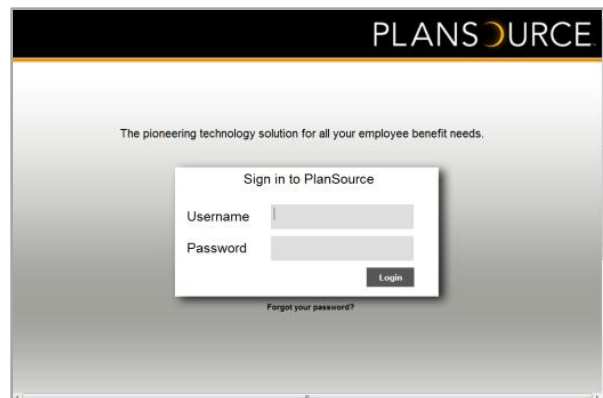 PLANSOURCE
The pioneering technology solution for all your employee benefit needs.
Sign in to PlanSource
Username
Password
Login
Forgot your password?